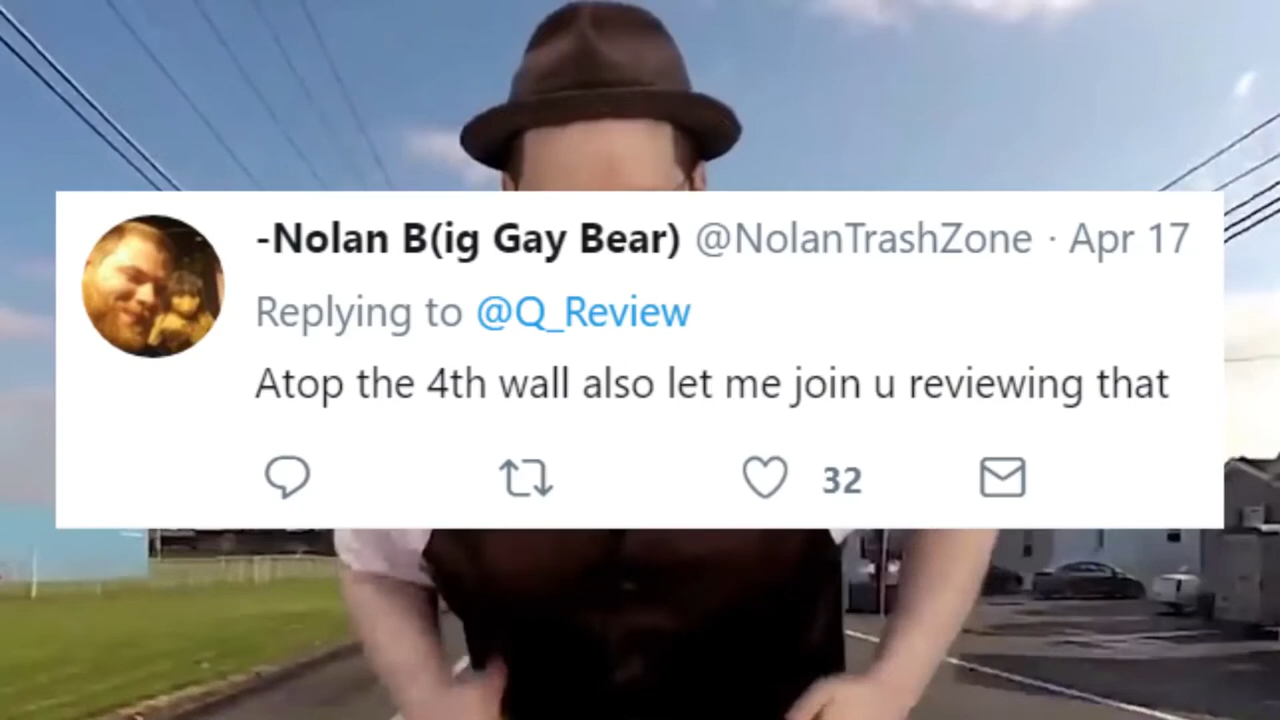 -Nolan B(ig Gay Bear) @NolanTrashZone · Apr 17
Replying to @Q_Review
Atop the 4th wall also let me join u reviewing that
32